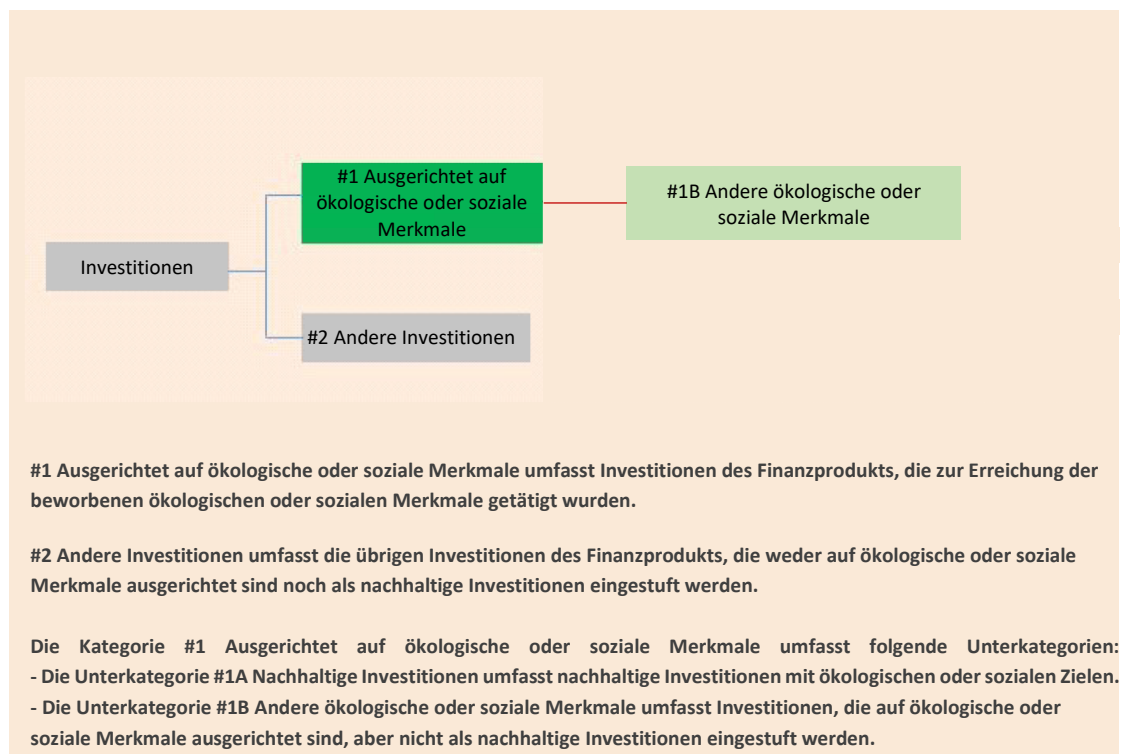 #1 Ausgerichtet auf
ökologische oder soziale
Merkmale
#1B Andere ökologische oder
soziale Merkmale
Investitionen
#2 Andere Investitionen
#1 Ausgerichtet auf ökologische oder soziale Merkmale umfasst Investitionen des Finanzprodukts, die zur Erreichung der
beworbenen ökologischen oder sozialen Merkmale getätigt wurden.
#2 Andere Investitionen umfasst die übrigen Investitionen des Finanzprodukts, die weder auf ökologische oder soziale
Merkmale ausgerichtet sind noch als nachhaltige Investitionen eingestuft werden.
Die Kategorie #1 Ausgerichtet auf ökologische oder soziale Merkmale umfasst folgende Unterkategorien:
- Die Unterkategorie #1A Nachhaltige Investitionen umfasst nachhaltige Investitionen mit ökologischen oder sozialen Zielen.
- Die Unterkategorie #1B Andere ökologische oder soziale Merkmale umfasst Investitionen, die auf ökologische oder
soziale Merkmale ausgerichtet sind, aber nicht als nachhaltige Investitionen eingestuft werden.